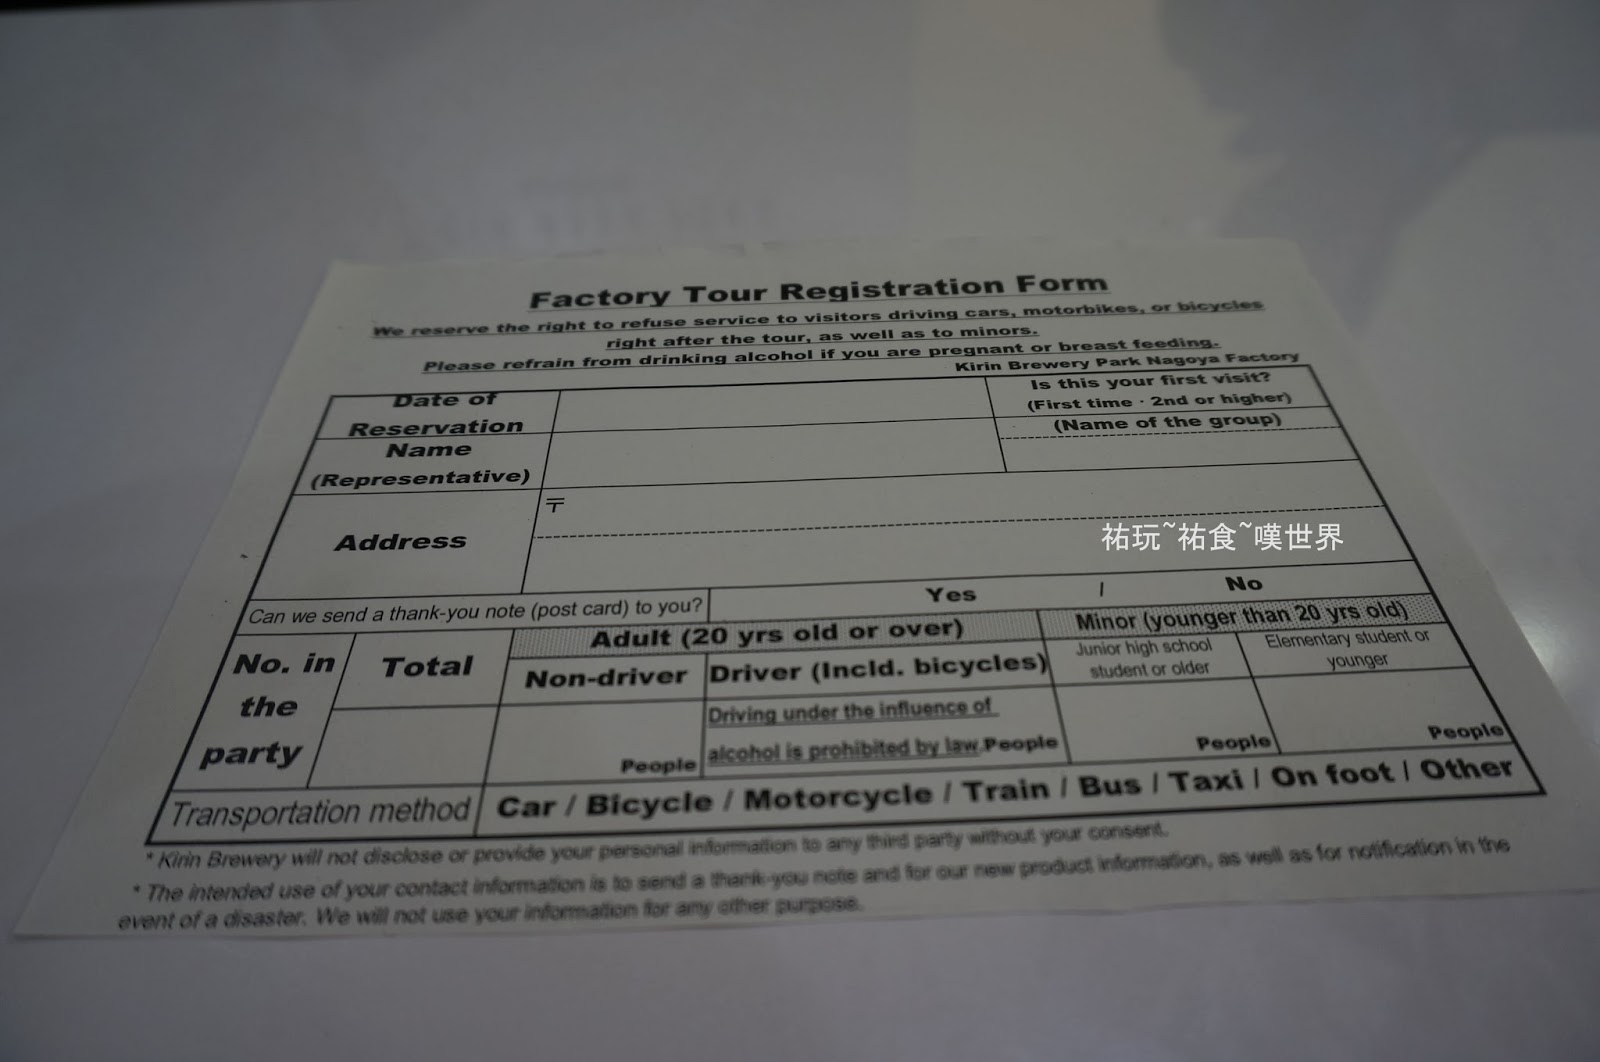 Factory Tour Registration Form
We reserve the right to refuse service to visitors driving cars, motorbikes, or bicycles
right after the tour, as well as to minors.
Please refrain from drinking alcohol if you are pregnant or breast feeding.
Kirin Brewery Park Nagoya Factory
Date of
Reservation
Is this your first visit?
(First time · 2nd or higher)
Name
(Representative)
(Name of the group)
Address
〒
祐玩~祐食~嘆世界
Can we send a thank-you note (post card) to you?
Yes / No
No. in
the
party
Total
Adult (20 yrs old or over)
Minor (younger than 20 yrs old)
Non-driver
Driver (Incld. bicycles)
Junior high school
student or older
Elementary student or
younger
People
Driving under the influence of
alcohol is prohibited by law. People
People
People
Transportation method
Car / Bicycle / Motorcycle / Train / Bus / Taxi / On foot / Other
* Kirin Brewery will not disclose or provide your personal information to any third party without your consent.
* The intended use of your contact information is to send a thank-you note and for our new product information, as well as for notification in the
event of a disaster. We will not use your information for any other purpose.